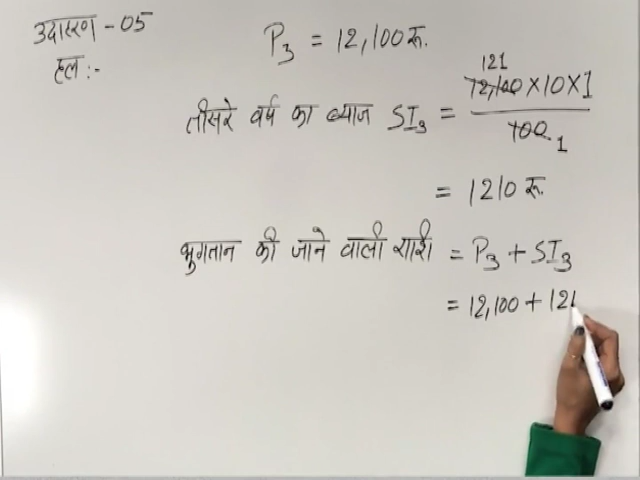 उदाहरण - 05
हल :-
P₃ = 12,100 रू.
121
तीसरे वर्ष का ब्याज SI₃ = 12,100 × 10 × 1 / 100 1
= 1210 रू.
भुगतान की जाने वाली राशी = P₃ + SI₃
= 12,100 + 121